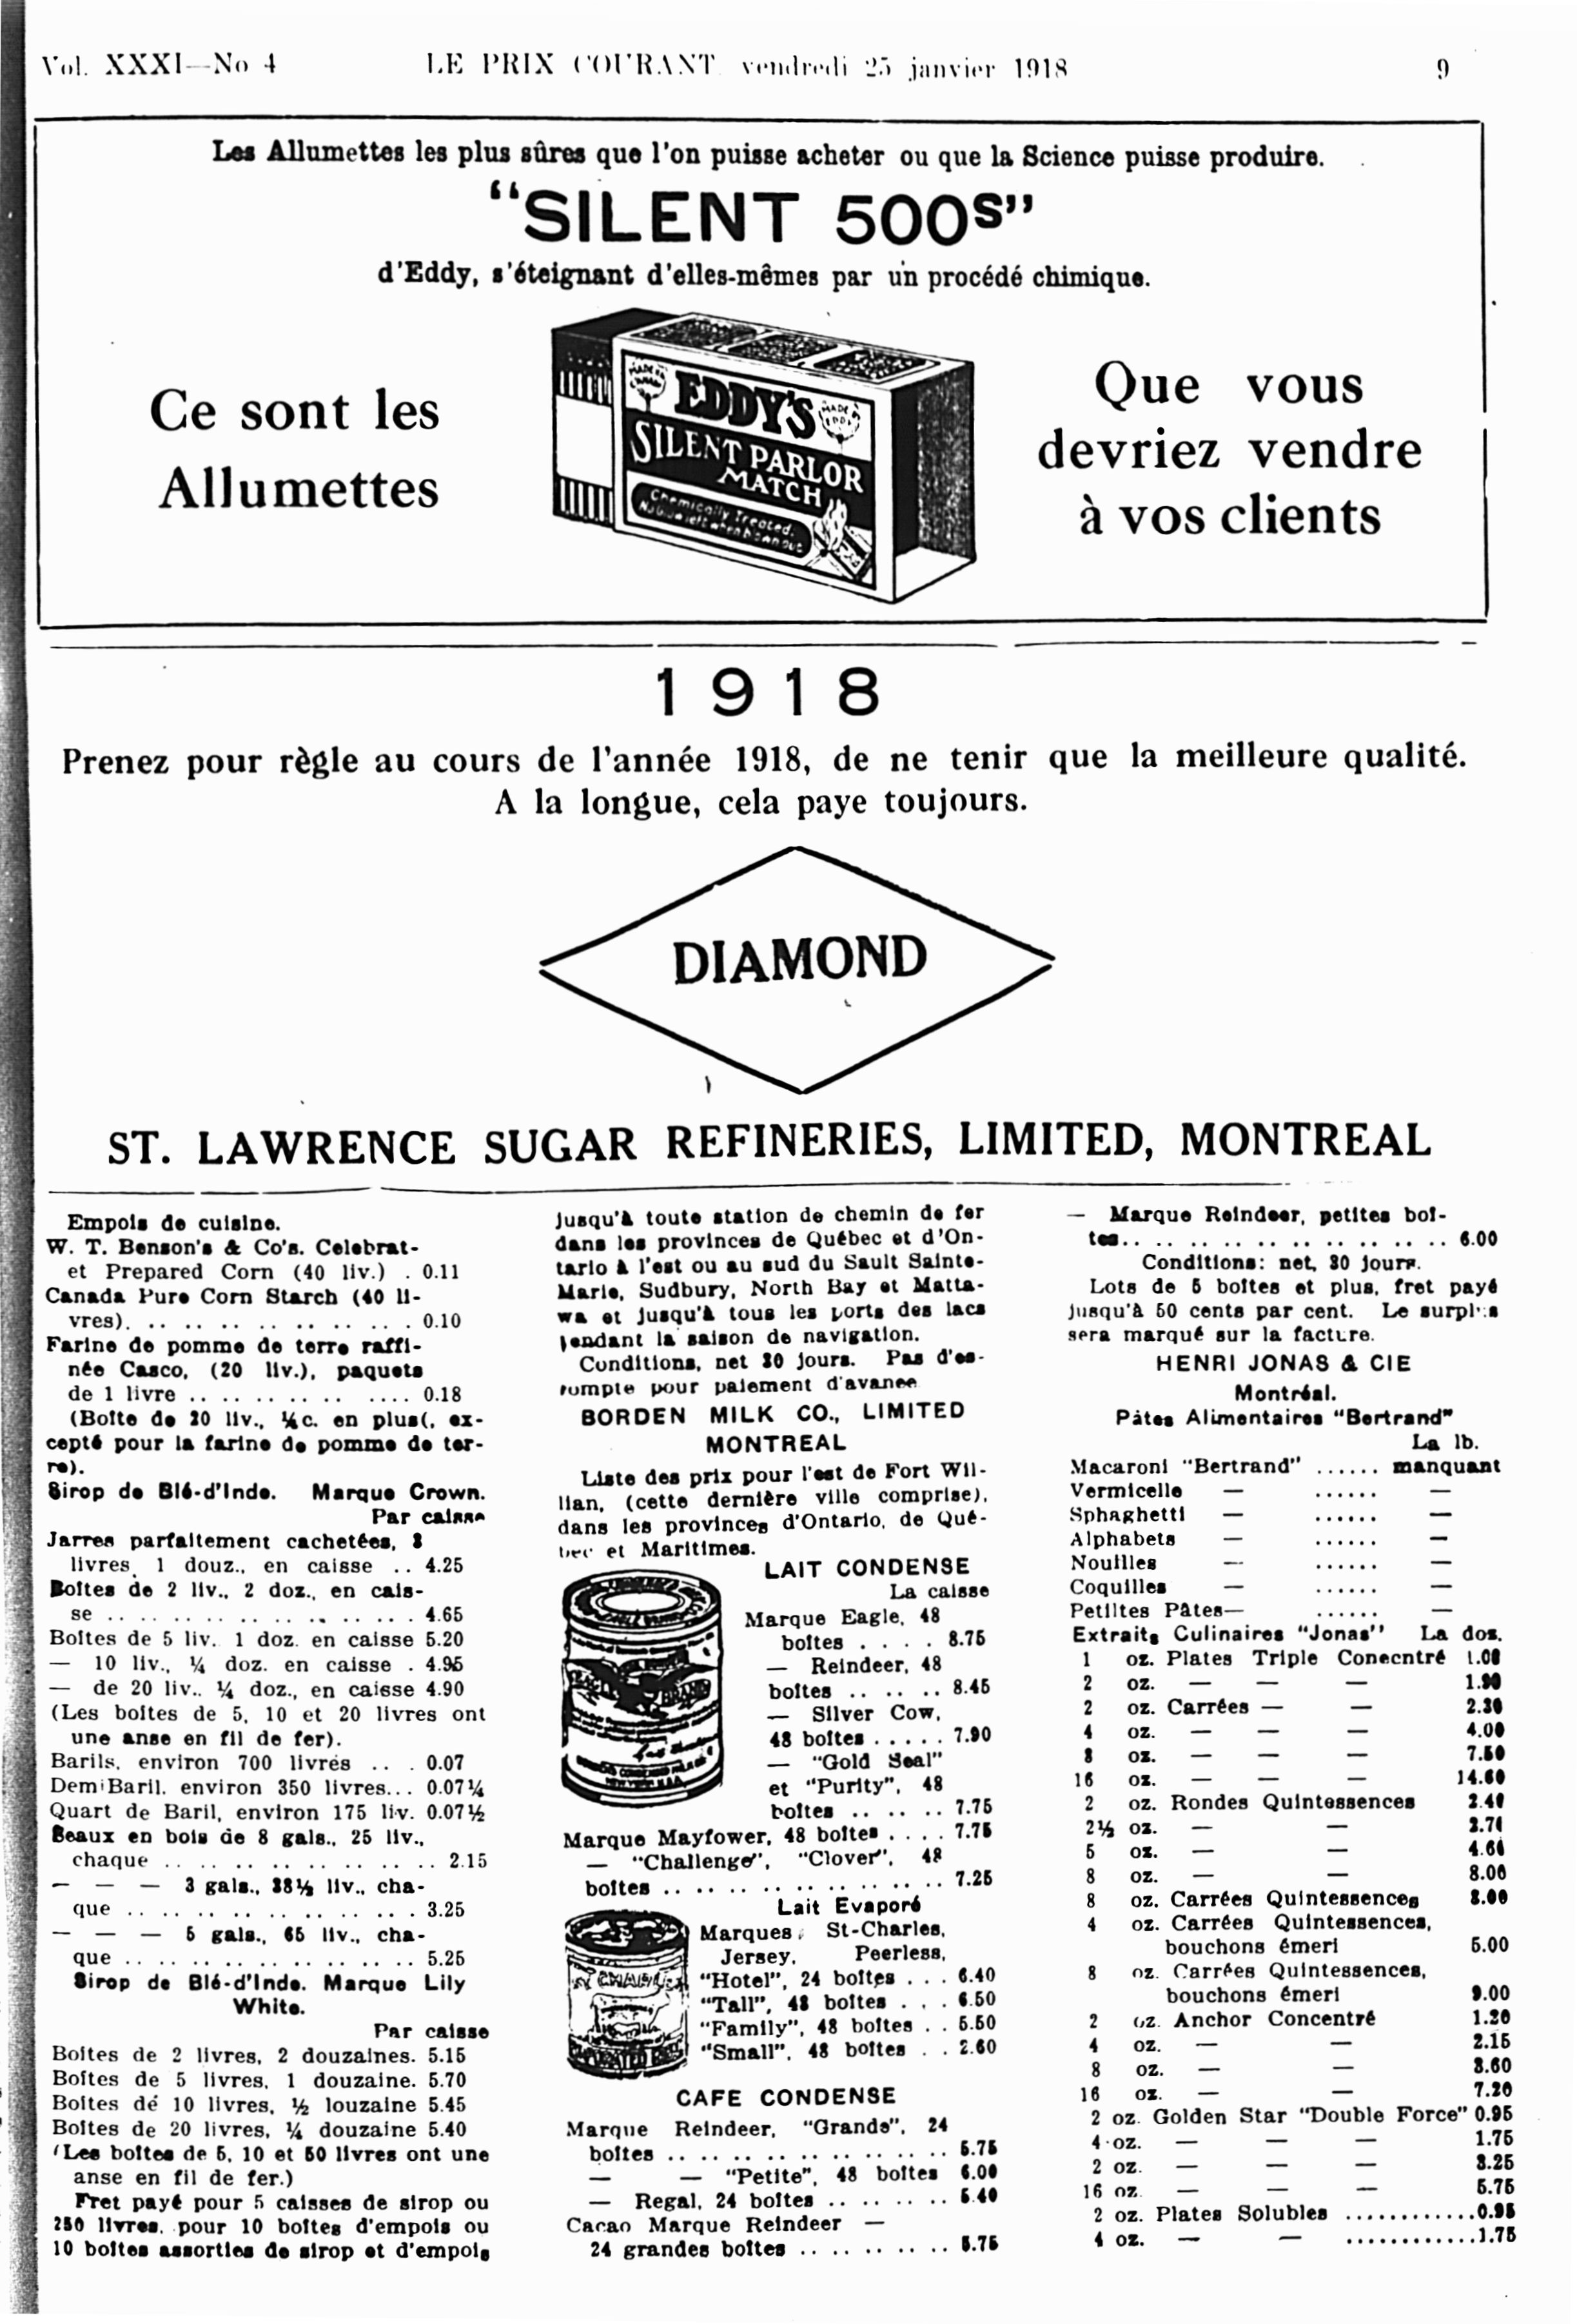 Vol. XXXI—No 4 LE PRIX COURANT, vendredi 25 janvier 1918 9
Les Allumettes les plus sûres que l'on puisse acheter ou que la Science puisse produire.
"SILENT 500s"
d'Eddy, s'éteignant d'elles-mêmes par un procédé chimique.
Ce sont les
Allumettes
MADE IN CANADA
EDDY'S
MADE BY EDDY
SILENT PARLOR
MATCH
Chemically Treated.
Que vous
devriez vendre
à vos clients
1918
Prenez pour règle au cours de l'année 1918, de ne tenir que la meilleure qualité.
A la longue, cela paye toujours.
DIAMOND
ST. LAWRENCE SUGAR REFINERIES, LIMITED, MONTREAL
Empois de cuisine.
W. T. Benson's & Co's. Celebrat-
et Prepared Corn (40 liv.) . 0.11
Canada Pure Corn Starch (40 li-
vres). .. .. .. .. .. .. .. 0.10
Farine de pomme de terre raffi-
née Casco, (20 liv.), paquets
de 1 livre .. .. .. .. .. .... 0.18
(Boîte de 20 liv., ¼c. en plus(, ex-
cepté pour la farine de pomme de ter-
re).
Sirop de Blé-d'Inde. Marque Crown.
Par caisse
Jarres parfaitement cachetées, 3
livres, 1 douz., en caisse .. 4.25
Boîtes de 2 liv., 2 doz., en cais-
se .. .. .. .. .. .. .. .. 4.65
Boîtes de 5 liv. 1 doz. en caisse 5.20
— 10 liv., ¼ doz. en caisse . 4.95
— de 20 liv.. ¼ doz., en caisse 4.90
(Les boîtes de 5, 10 et 20 livres ont
une anse en fil de fer).
Barils, environ 700 livres .. . 0.07
DemiBaril. environ 350 livres... 0.07¼
Quart de Baril, environ 175 liv. 0.07½
Seaux en bois de 8 gals., 25 liv.,
chaque .. .. .. .. .. .. .. 2.15
— — — 3 gals., 38½ liv., cha-
que .. .. .. .. .. .. .. .. 3.25
— — — 5 gals., 65 liv., cha-
que .. .. .. .. .. .. .. .. 5.25
Sirop de Blé-d'Inde. Marque Lily
White.
Par caisse
Boîtes de 2 livres, 2 douzaines. 5.15
Boîtes de 5 livres, 1 douzaine. 5.70
Boîtes de 10 livres, ½ louzaine 5.45
Boîtes de 20 livres, ¼ douzaine 5.40
(Les boîtes de 5, 10 et 50 livres ont une
anse en fil de fer.)
Fret payé pour 5 caisses de sirop ou
250 livres, pour 10 boîtes d'empois ou
10 boîtes assorties de sirop et d'empois
jusqu'à toute station de chemin de fer
dans les provinces de Québec et d'On-
tario à l'est ou au sud du Sault Sainte-
Marie, Sudbury, North Bay et Matta-
wa et jusqu'à tous les ports des lacs
pendant la saison de navigation.
Conditions, net 30 jours. Pas d'es-
compte pour paiement d'avance
BORDEN MILK CO., LIMITED
MONTREAL
Liste des prix pour l'est de Fort Wil-
lian, (cette dernière ville comprise),
dans les provinces d'Ontario, de Qué-
bec et Maritimes.
LAIT CONDENSE
La caisse
EAGLE BRAND
Marque Eagle, 48
boîtes . . . . 8.75
— Reindeer, 48
boîtes .. .. .. 8.45
— Silver Cow,
48 boîtes . . . . . 7.90
— "Gold Seal"
et "Purity", 48
boîtes .. .. .. 7.75
Marque Mayfower, 48 boîtes . . . . 7.75
— "Challenge", "Clover", 48
boîtes .. .. .. .. .. .. .. .. 7.25
Lait Evaporé
Marques St-Charles,
Jersey, Peerless,
"Hotel", 24 boîtes . . . 6.40
"Tall", 48 boîtes . . . 6.50
"Family", 48 boîtes . . 5.50
"Small". 48 boîtes . . 2.60
CAFE CONDENSE
Marque Reindeer, "Grands", 24
boîtes .. .. .. .. .. .. .. .. 5.75
— — "Petite", 48 boîtes 6.00
— Regal, 24 boîtes .. .. .. .. 5.40
Cacao Marque Reindeer —
24 grandes boîtes .. .. .. .. 5.75
— Marque Reindeer, petites boî-
tes.. .. .. .. .. .. .. .. .. 6.00
Conditions: net, 30 jours.
Lots de 5 boîtes et plus, fret payé
jusqu'à 50 cents par cent. Le surplus
sera marqué sur la facture.
HENRI JONAS & CIE
Montréal.
Pâtes Alimentaires "Bertrand"
La lb.
Macaroni "Bertrand" ...... manquant
Vermicelle — ...... —
Sphaghetti — ...... —
Alphabets — ...... —
Nouilles — ...... —
Coquilles — ...... —
Petiltes Pâtes— ...... —
Extraits Culinaires "Jonas" La dos.
1 oz. Plates Triple Conecntré 1.00
2 oz. — — — 1.90
2 oz. Carrées — — 2.30
4 oz. — — — 4.00
8 oz. — — — 7.50
16 oz. — — — 14.60
2 oz. Rondes Quintessences 2.40
2½ oz. — —
5 oz. — —
8 oz. — — 8.00
8 oz. Carrées Quintessences 8.00
4 oz. Carrées Quintessences,
bouchons émeri 5.00
8 oz. Carrées Quintessences,
bouchons émeri 9.00
2 oz. Anchor Concentré 1.20
4 oz. — — 2.15
8 oz. — — 3.60
16 oz. — — 7.20
2 oz. Golden Star "Double Force" 0.95
4 oz. — — — 1.75
2 oz. — — — 3.25
16 oz. — — — 5.75
2 oz. Plates Solubles ............0.95
4 oz. — — ............1.75